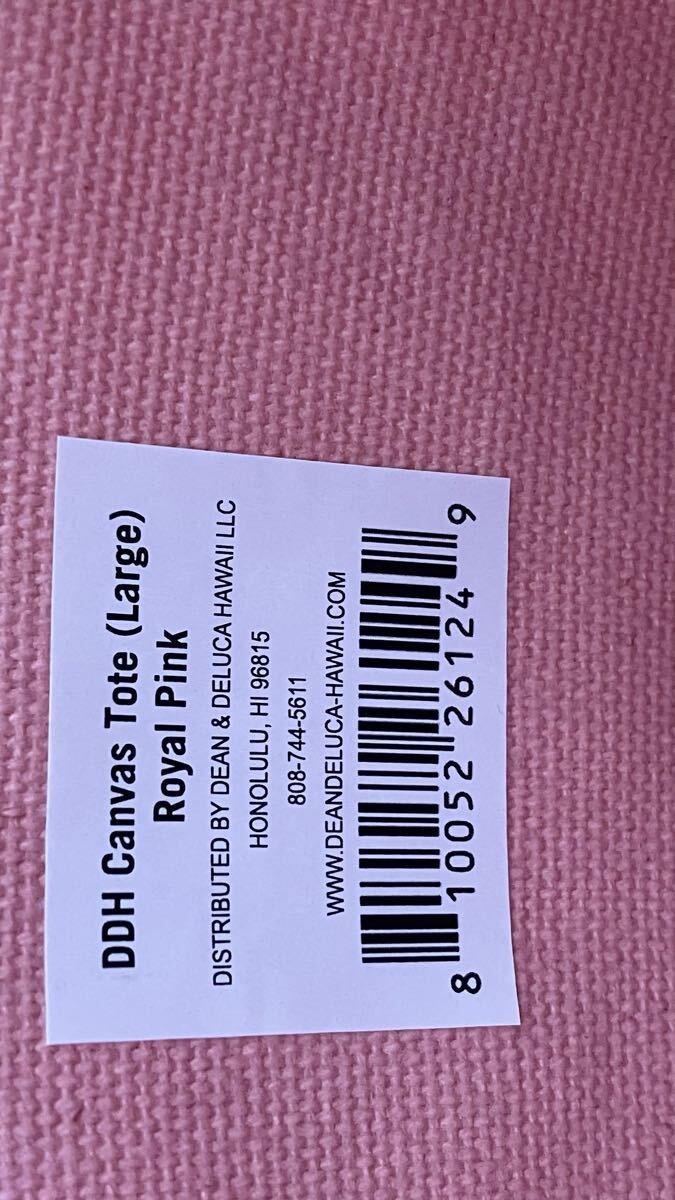 DDH Canvas Tote (Large)
Royal Pink
DISTRIBUTED BY DEAN & DELUCA HAWAII LLC
HONOLULU, HI 96815
808-744-5611
WWW.DEANDELUCA-HAWAII.COM
8 10052 26124 9